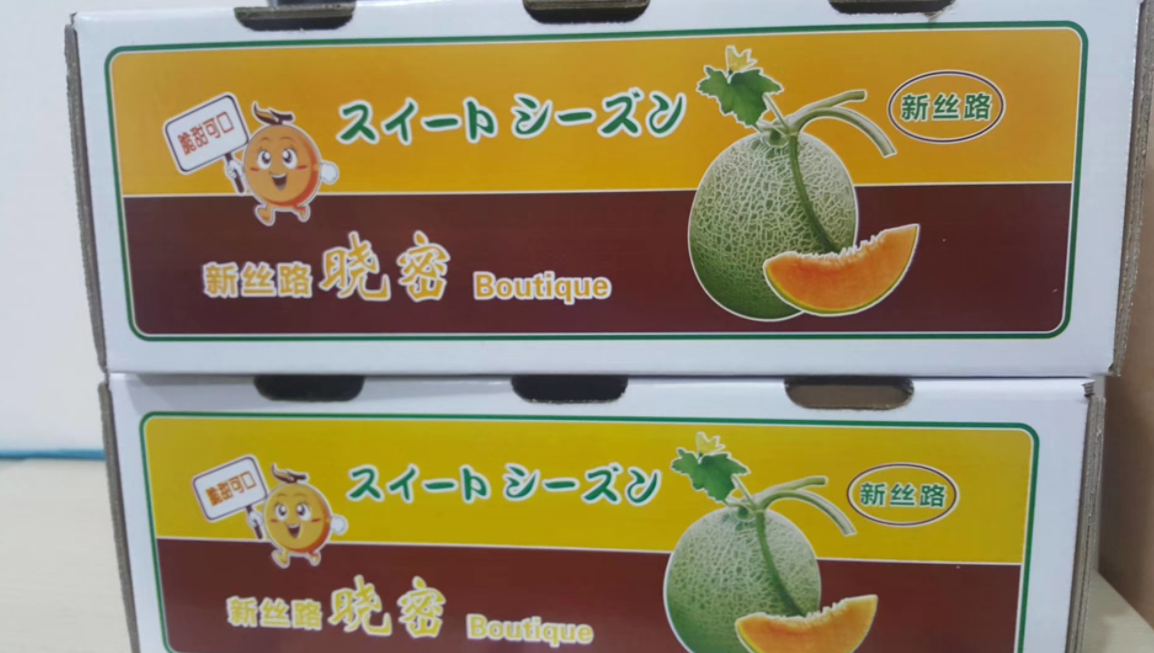 脆甜可口
スイート シーズン
新丝路
新丝路晓密 Boutique
脆甜可口
スイート シーズン
新丝路
新丝路晓密 Boutique